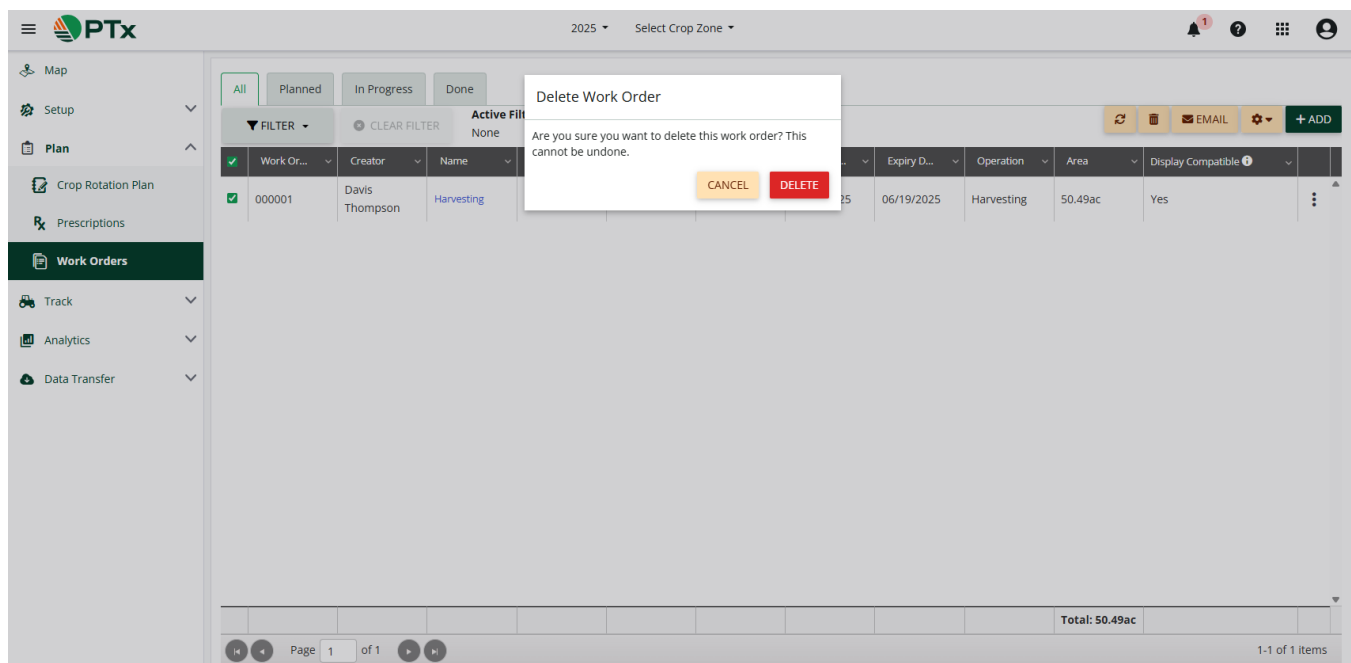 PTx
2025
Select Crop Zone
1
Map
Setup
Plan
Crop Rotation Plan
Prescriptions
Work Orders
Track
Analytics
Data Transfer
All
Planned
In Progress
Done
FILTER
CLEAR FILTER
Active Fil
None
EMAIL
+ ADD
Delete Work Order
Are you sure you want to delete this work order? This
cannot be undone.
CANCEL
DELETE
Work Or...
Creator
Name
Expiry D...
Operation
Area
Display Compatible
000001
Davis
Thompson
Harvesting
25
06/19/2025
Harvesting
50.49ac
Yes
Total: 50.49ac
Page 1 of 1
1-1 of 1 items